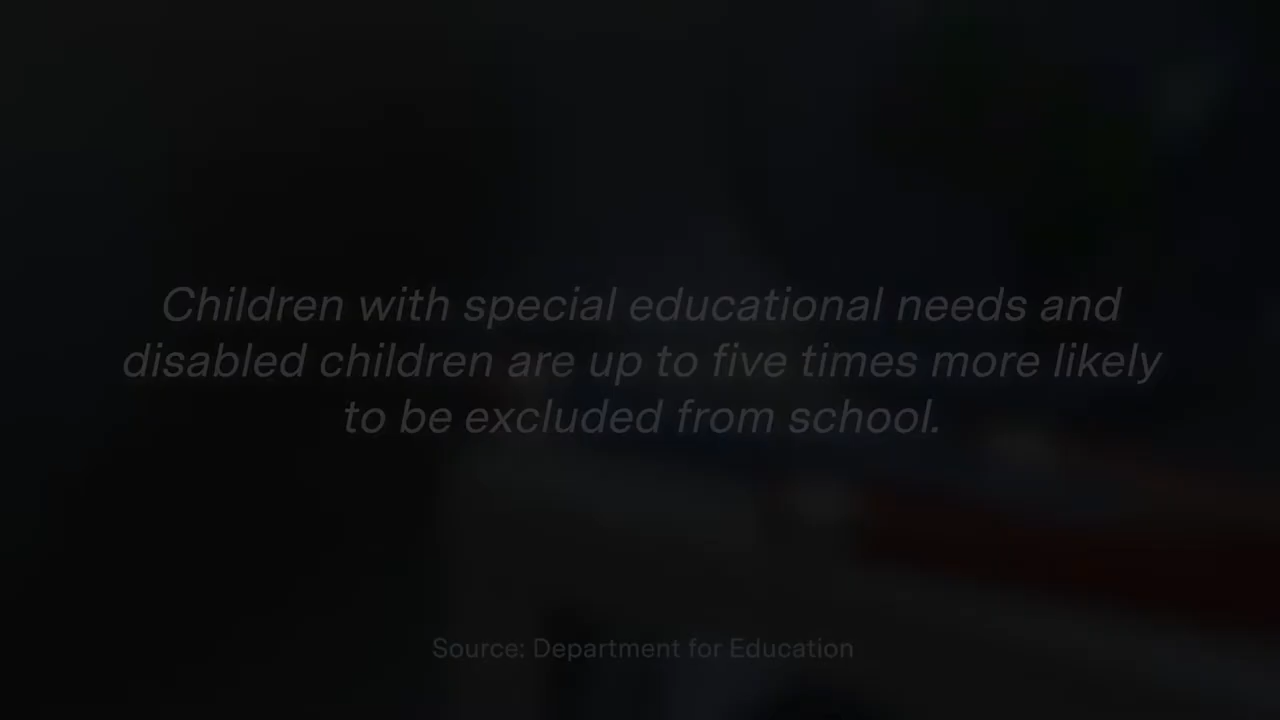 Children with special educational needs and
disabled children are up to five times more likely
to be excluded from school.
Source: Department for Education